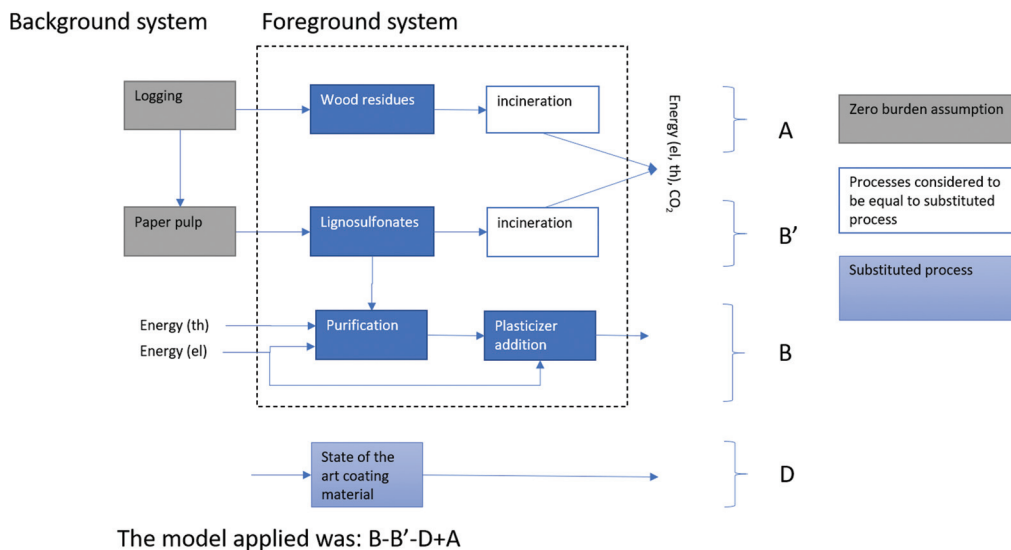 Background system
Foreground system
Logging
Wood residues
incineration
Energy (el, th), CO₂
A
Zero burden assumption
Processes considered to
be equal to substituted
process
Paper pulp
Lignosulfonates
incineration
B’
Substituted process
Energy (th)
Energy (el)
Purification
Plasticizer
addition
B
State of the
art coating
material
D
The model applied was: B-B’-D+A